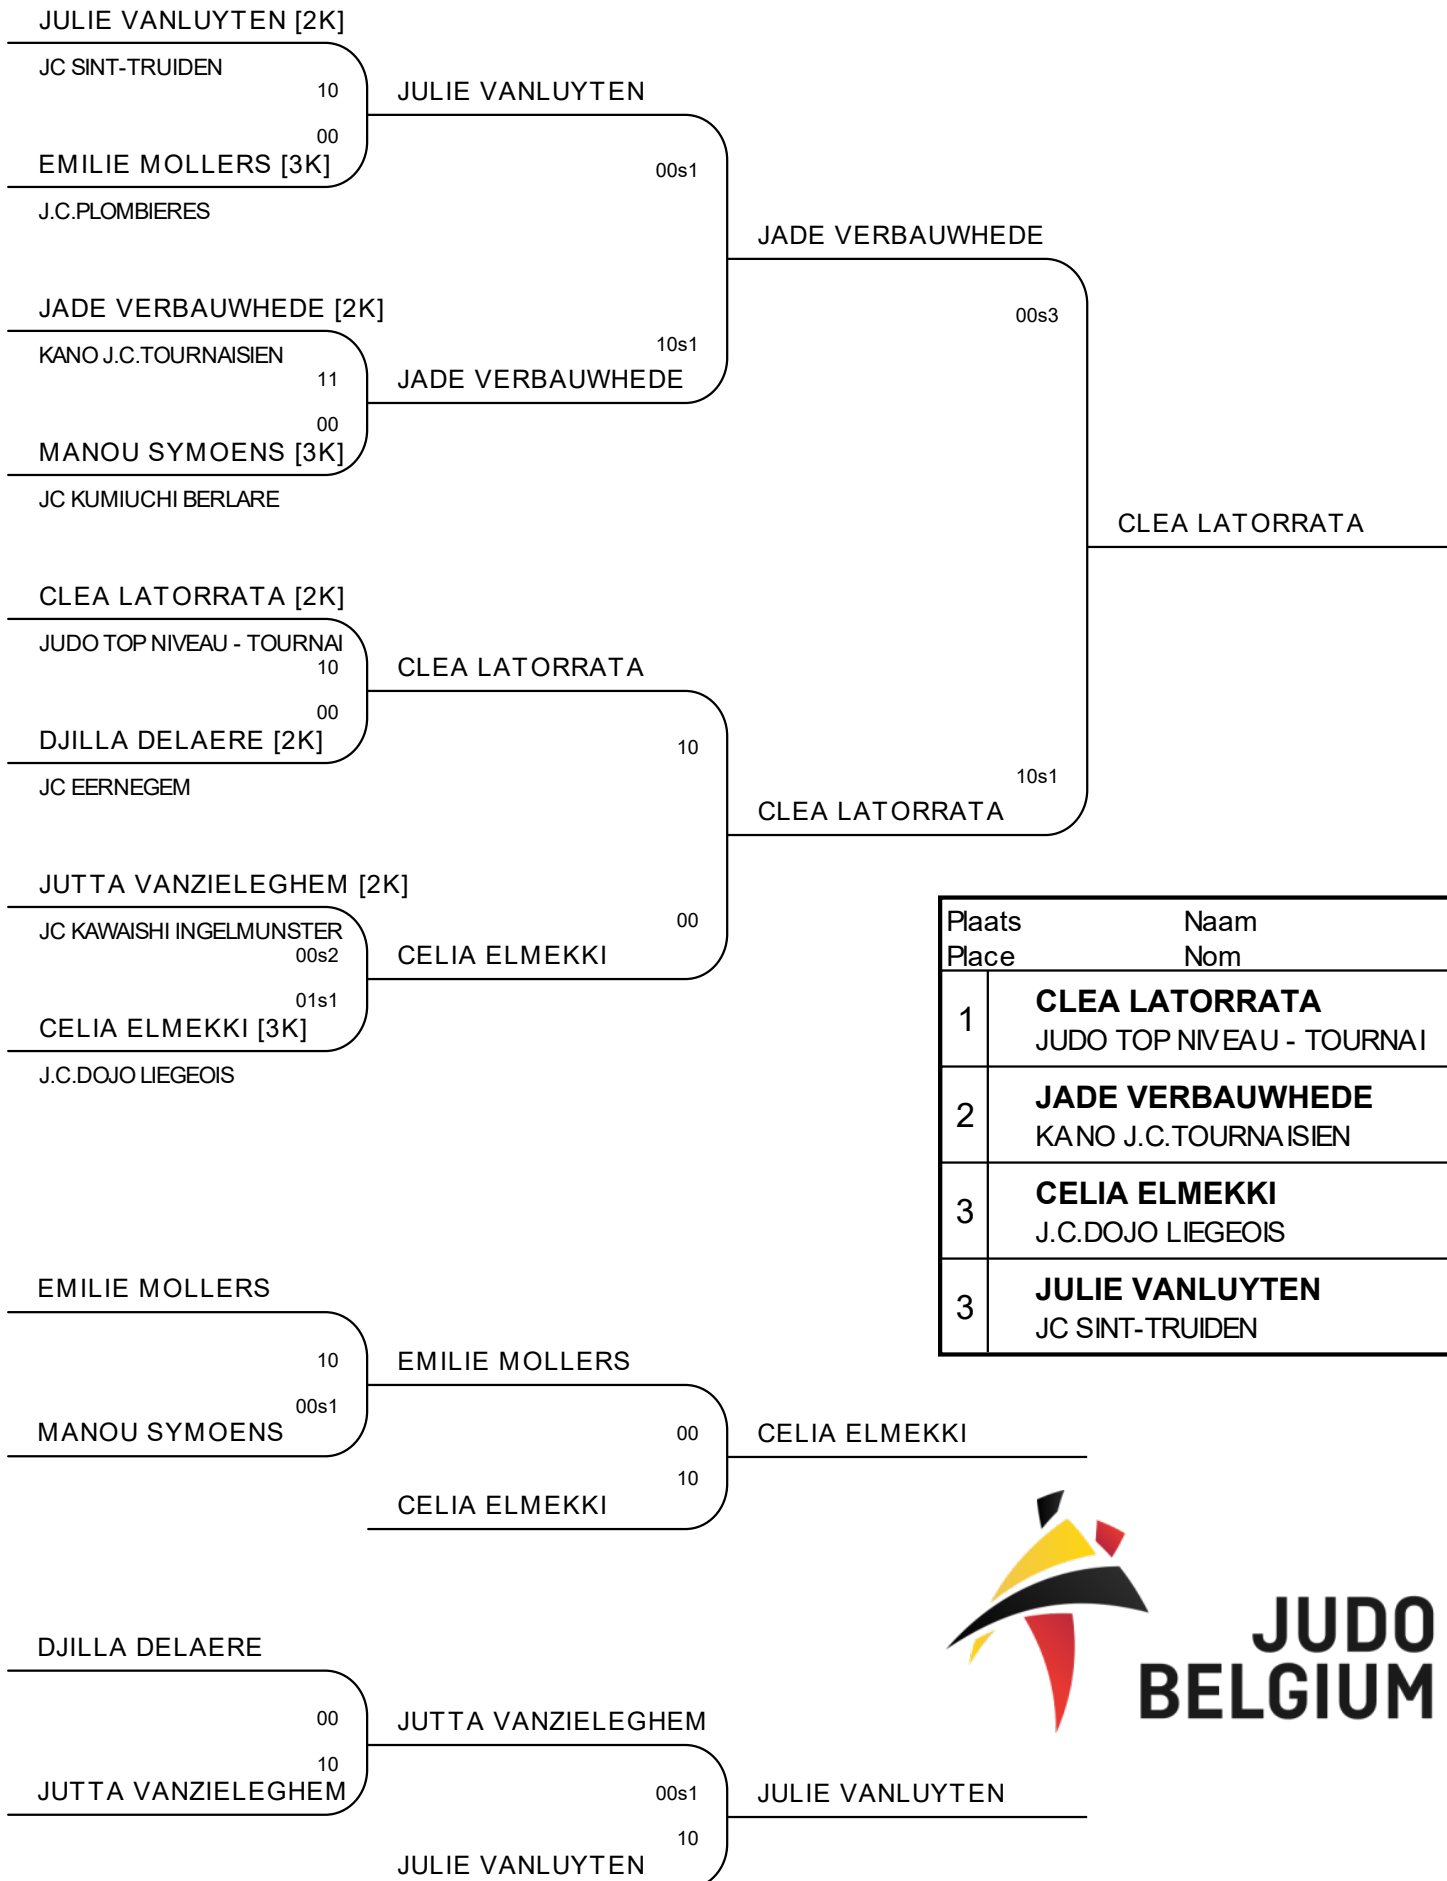 JULIE VANLUYTEN [2K]
JC SINT-TRUIDEN
10
00
EMILIE MOLLERS [3K]
J.C.PLOMBIERES
JULIE VANLUYTEN
00s1
10s1
JADE VERBAUWHEDE [2K]
KANO J.C.TOURNAISIEN
11
00
MANOU SYMOENS [3K]
JC KUMIUCHI BERLARE
JADE VERBAUWHEDE
JADE VERBAUWHEDE
00s3
10s1
CLEA LATORRATA
CLEA LATORRATA [2K]
JUDO TOP NIVEAU - TOURNAI
10
00
DJILLA DELAERE [2K]
JC EERNEGEM
CLEA LATORRATA
10
00
CLEA LATORRATA
JUTTA VANZIELEGHEM [2K]
JC KAWAISHI INGELMUNSTER
00s2
01s1
CELIA ELMEKKI [3K]
J.C.DOJO LIEGEOIS
CELIA ELMEKKI
Plaats Naam
Place Nom
1 CLEA LATORRATA
JUDO TOP NIVEAU - TOURNAI
2 JADE VERBAUWHEDE
KANO J.C.TOURNAISIEN
3 CELIA ELMEKKI
J.C.DOJO LIEGEOIS
3 JULIE VANLUYTEN
JC SINT-TRUIDEN
EMILIE MOLLERS
10
00s1
MANOU SYMOENS
EMILIE MOLLERS
00
10
CELIA ELMEKKI
CELIA ELMEKKI
DJILLA DELAERE
00
10
JUTTA VANZIELEGHEM
JUTTA VANZIELEGHEM
00s1
10
JULIE VANLUYTEN
JULIE VANLUYTEN
JUDO
BELGIUM